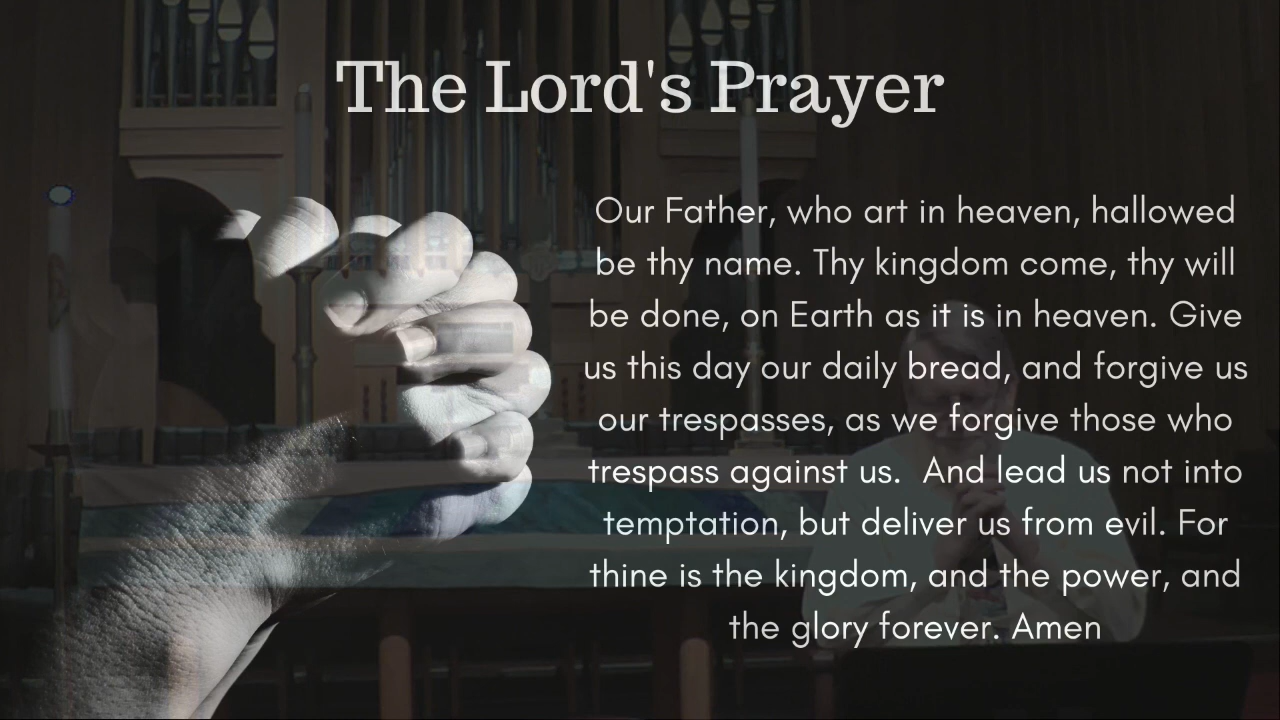 The Lord's Prayer
Our Father, who art in heaven, hallowed
be thy name. Thy kingdom come, thy will
be done, on Earth as it is in heaven. Give
us this day our daily bread, and forgive us
our trespasses, as we forgive those who
trespass against us.  And lead us not into
temptation, but deliver us from evil. For
thine is the kingdom, and the power, and
the glory forever. Amen